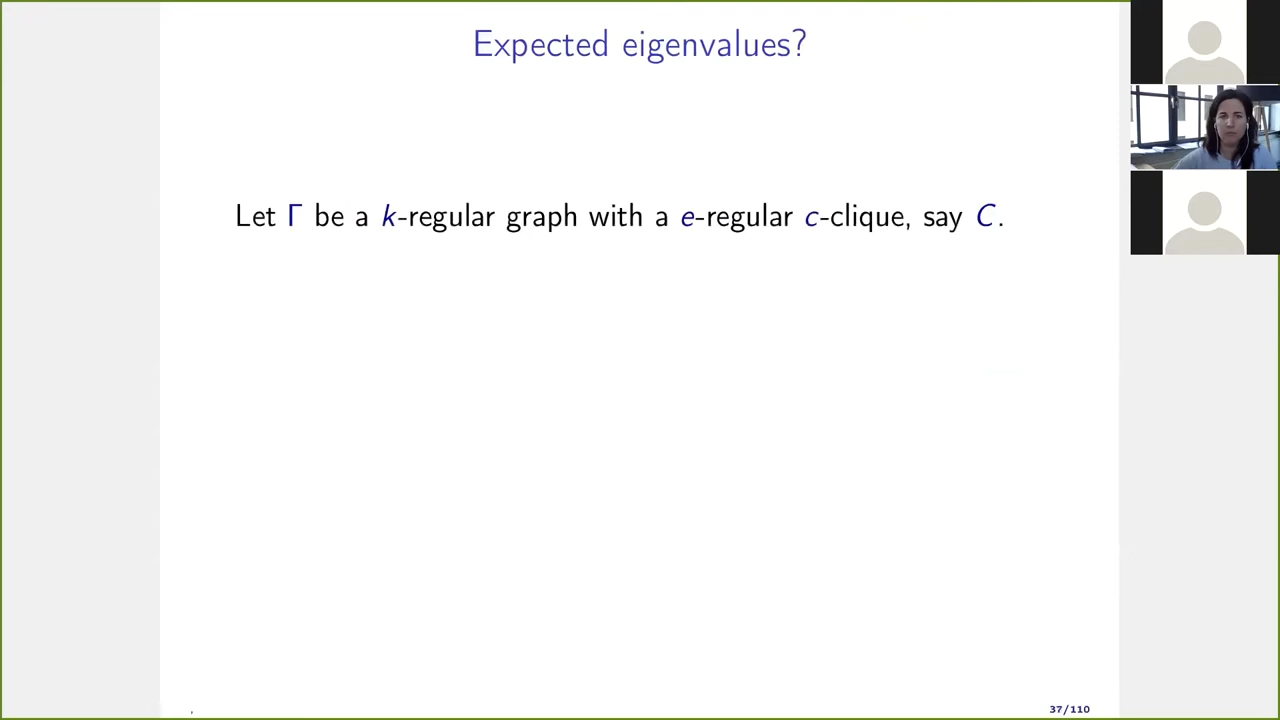 Expected eigenvalues?
Let Γ be a k-regular graph with a e-regular c-clique, say C.
37/110